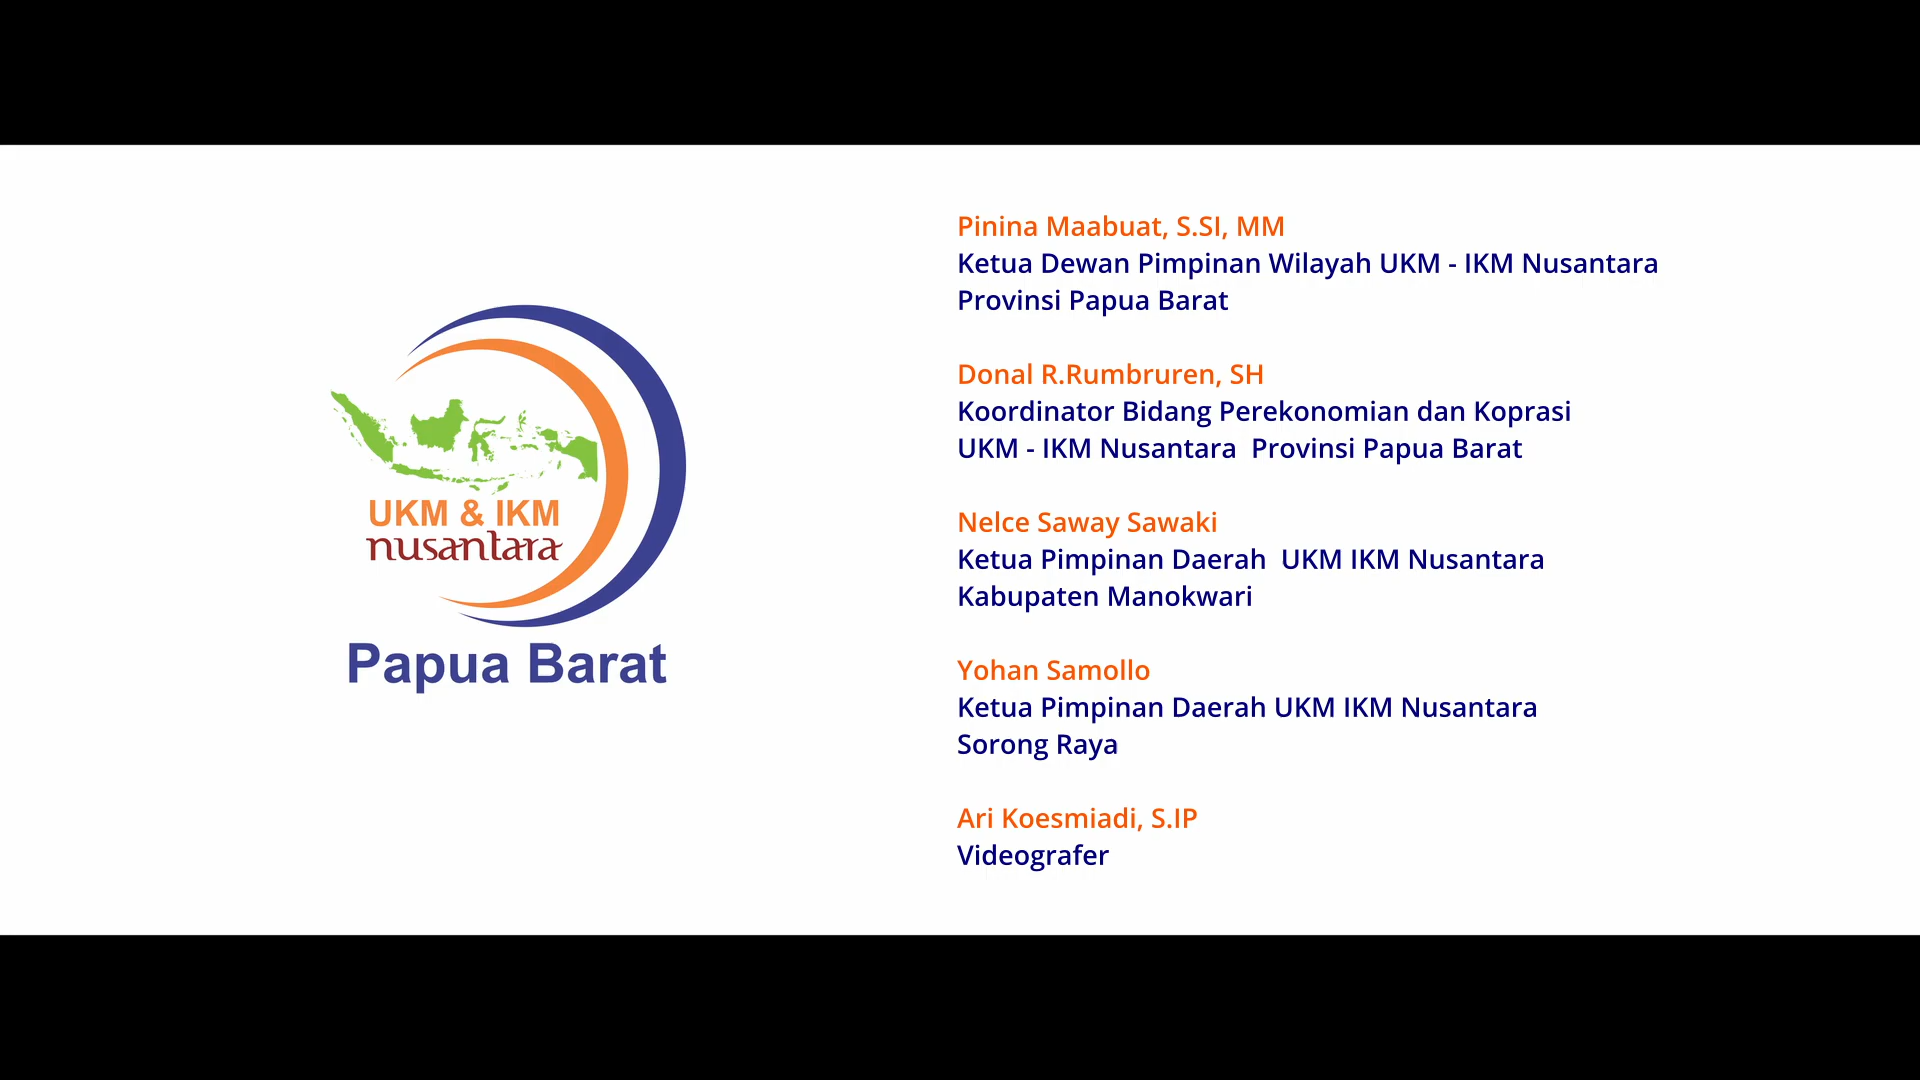 UKM & IKM
nusantara
Papua Barat
Pinina Maabuat, S.SI, MM
Ketua Dewan Pimpinan Wilayah UKM - IKM Nusantara
Provinsi Papua Barat
Donal R.Rumbruren, SH
Koordinator Bidang Perekonomian dan Koprasi
UKM - IKM Nusantara  Provinsi Papua Barat
Nelce Saway Sawaki
Ketua Pimpinan Daerah  UKM IKM Nusantara
Kabupaten Manokwari
Yohan Samollo
Ketua Pimpinan Daerah UKM IKM Nusantara
Sorong Raya
Ari Koesmiadi, S.IP
Videografer